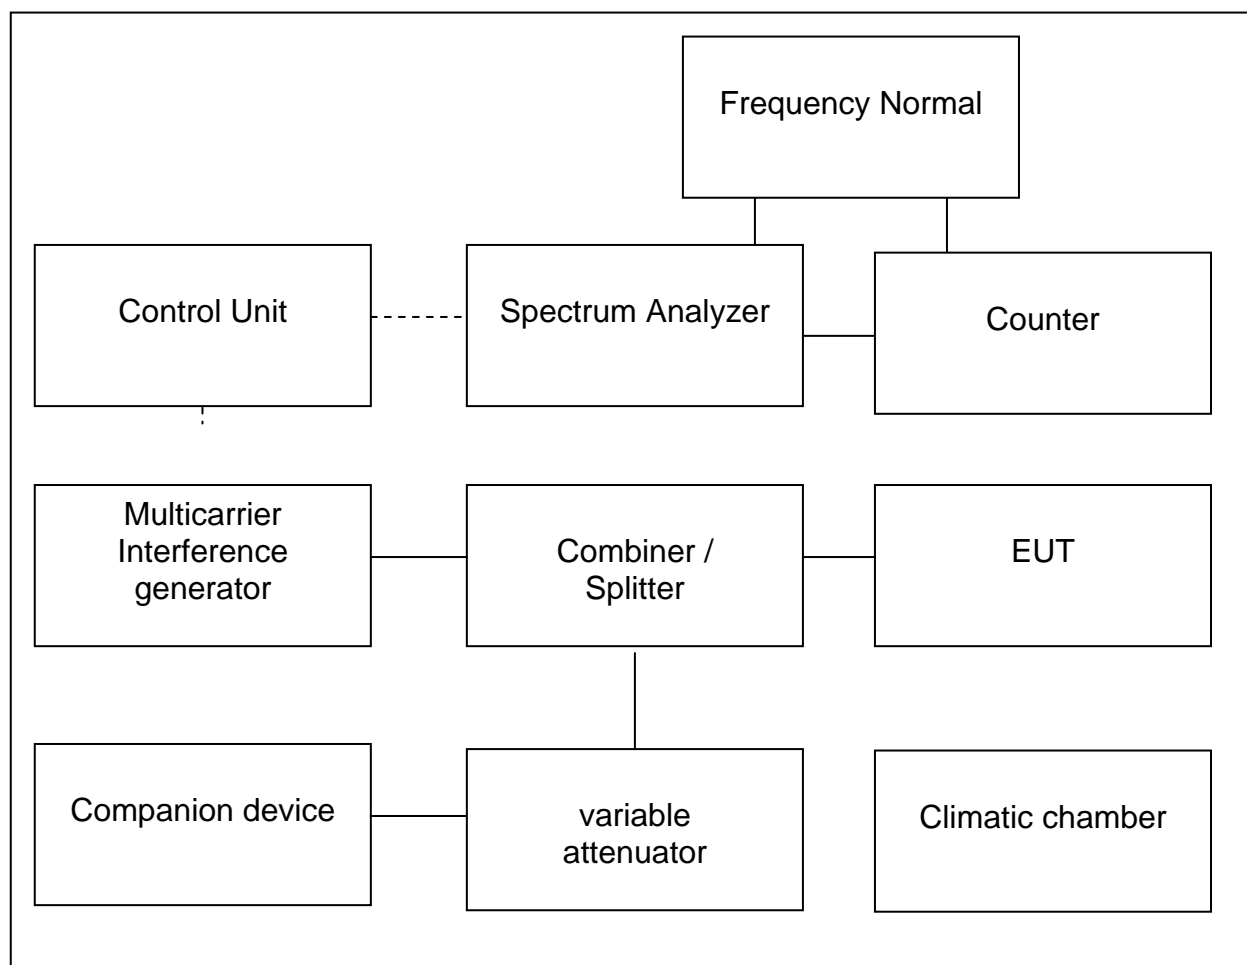 Frequency Normal
Control Unit
Spectrum Analyzer
Counter
Multicarrier
Interference
generator
Combiner /
Splitter
EUT
Companion device
variable
attenuator
Climatic chamber